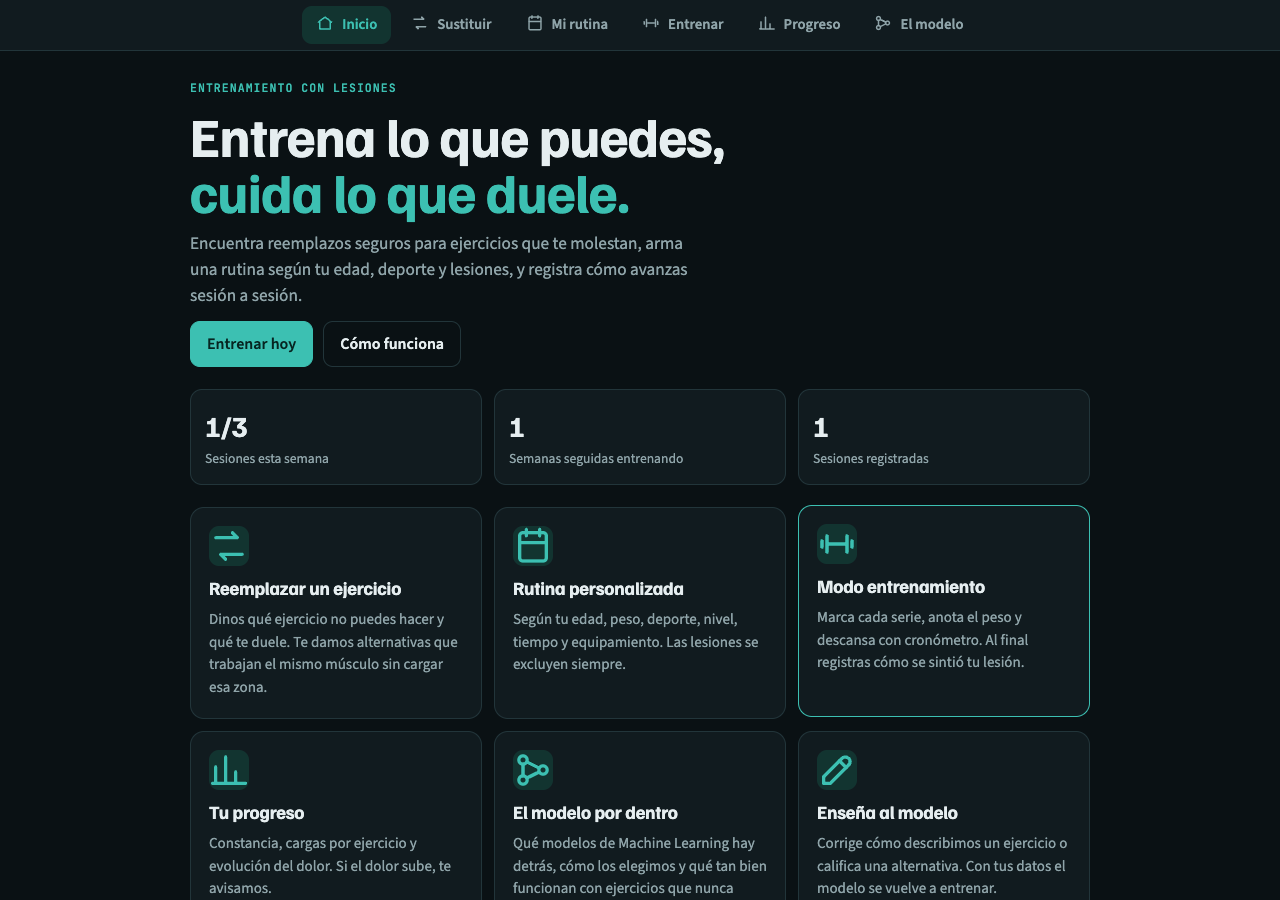 Inicio
Sustituir
Mi rutina
Entrenar
Progreso
El modelo
ENTRENAMIENTO CON LESIONES
Entrena lo que puedes,
cuida lo que duele.
Encuentra reemplazos seguros para ejercicios que te molestan, arma
una rutina según tu edad, deporte y lesiones, y registra cómo avanzas
sesión a sesión.
Entrenar hoy
Cómo funciona
1/3
Sesiones esta semana
1
Semanas seguidas entrenando
1
Sesiones registradas
Reemplazar un ejercicio
Dinos qué ejercicio no puedes hacer y
qué te duele. Te damos alternativas que
trabajan el mismo músculo sin cargar
esa zona.
Rutina personalizada
Según tu edad, peso, deporte, nivel,
tiempo y equipamiento. Las lesiones se
excluyen siempre.
Modo entrenamiento
Marca cada serie, anota el peso y
descansa con cronómetro. Al final
registras cómo se sintió tu lesión.
Tu progreso
Constancia, cargas por ejercicio y
evolución del dolor. Si el dolor sube, te
avisamos.
El modelo por dentro
Qué modelos de Machine Learning hay
detrás, cómo los elegimos y qué tan bien
funcionan con ejercicios que nunca
Enseña al modelo
Corrige cómo describimos un ejercicio o
califica una alternativa. Con tus datos el
modelo se vuelve a entrenar.